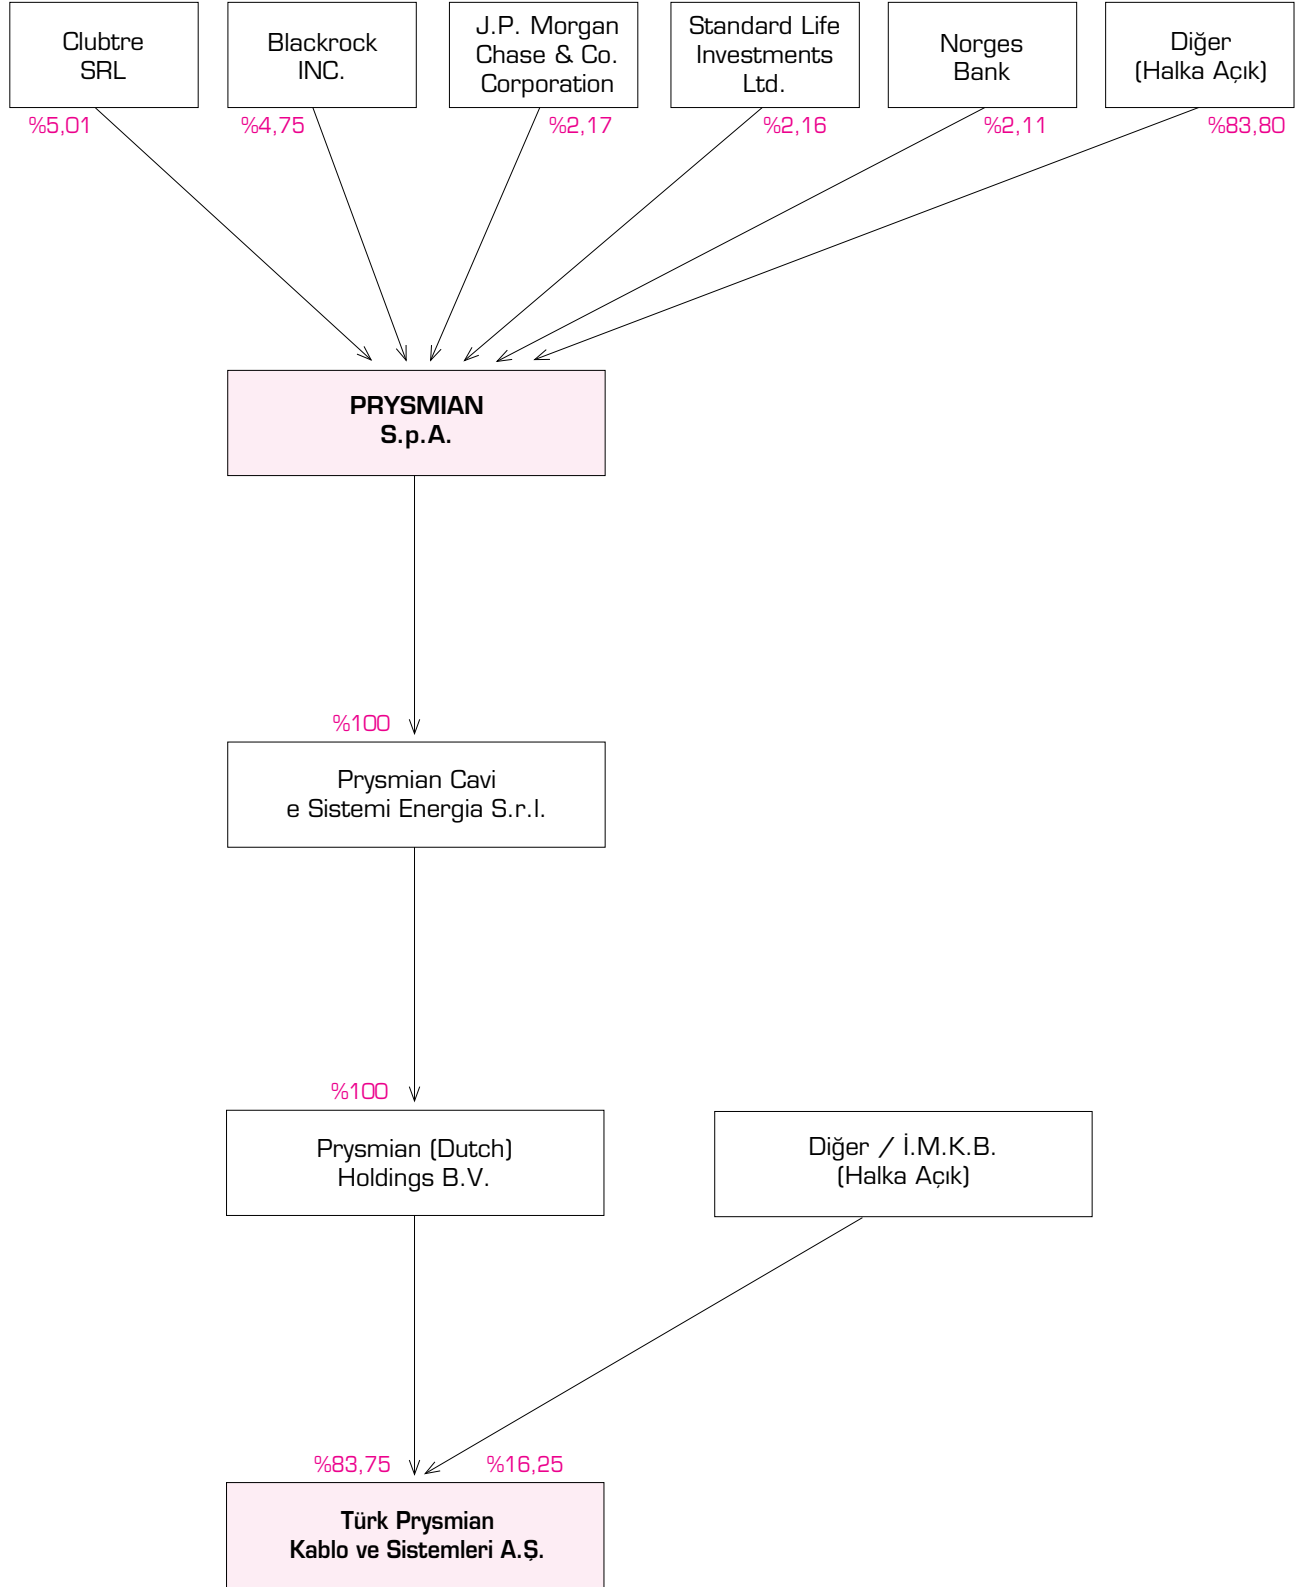 Clubtre
SRL
Blackrock
INC.
J.P. Morgan
Chase & Co.
Corporation
Standard Life
Investments
Ltd.
Norges
Bank
Diğer
(Halka Açık)
%5,01
%4,75
%2,17
%2,16
%2,11
%83,80
PRYSMIAN
S.p.A.
%100
Prysmian Cavi
e Sistemi Energia S.r.l.
%100
Prysmian (Dutch)
Holdings B.V.
Diğer / İ.M.K.B.
(Halka Açık)
%83,75
%16,25
Türk Prysmian
Kablo ve Sistemleri A.Ş.